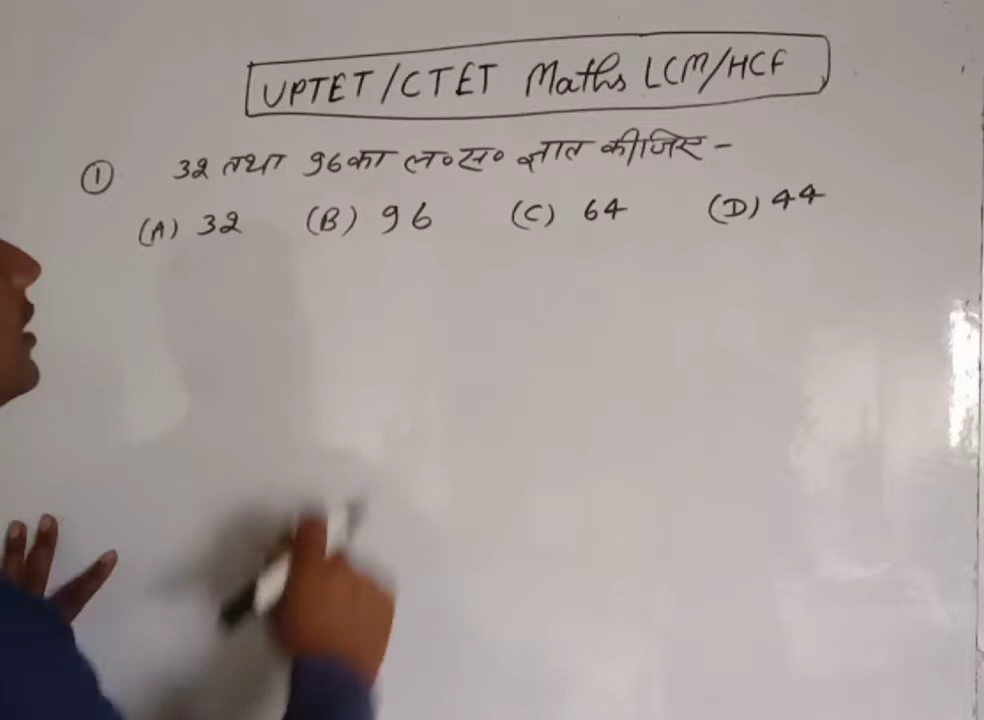 UPTET/CTET Maths LCM/HCF
① 32 तथा 96 का ल०स० ज्ञात कीजिए -
(A) 32 (B) 96 (C) 64 (D) 44